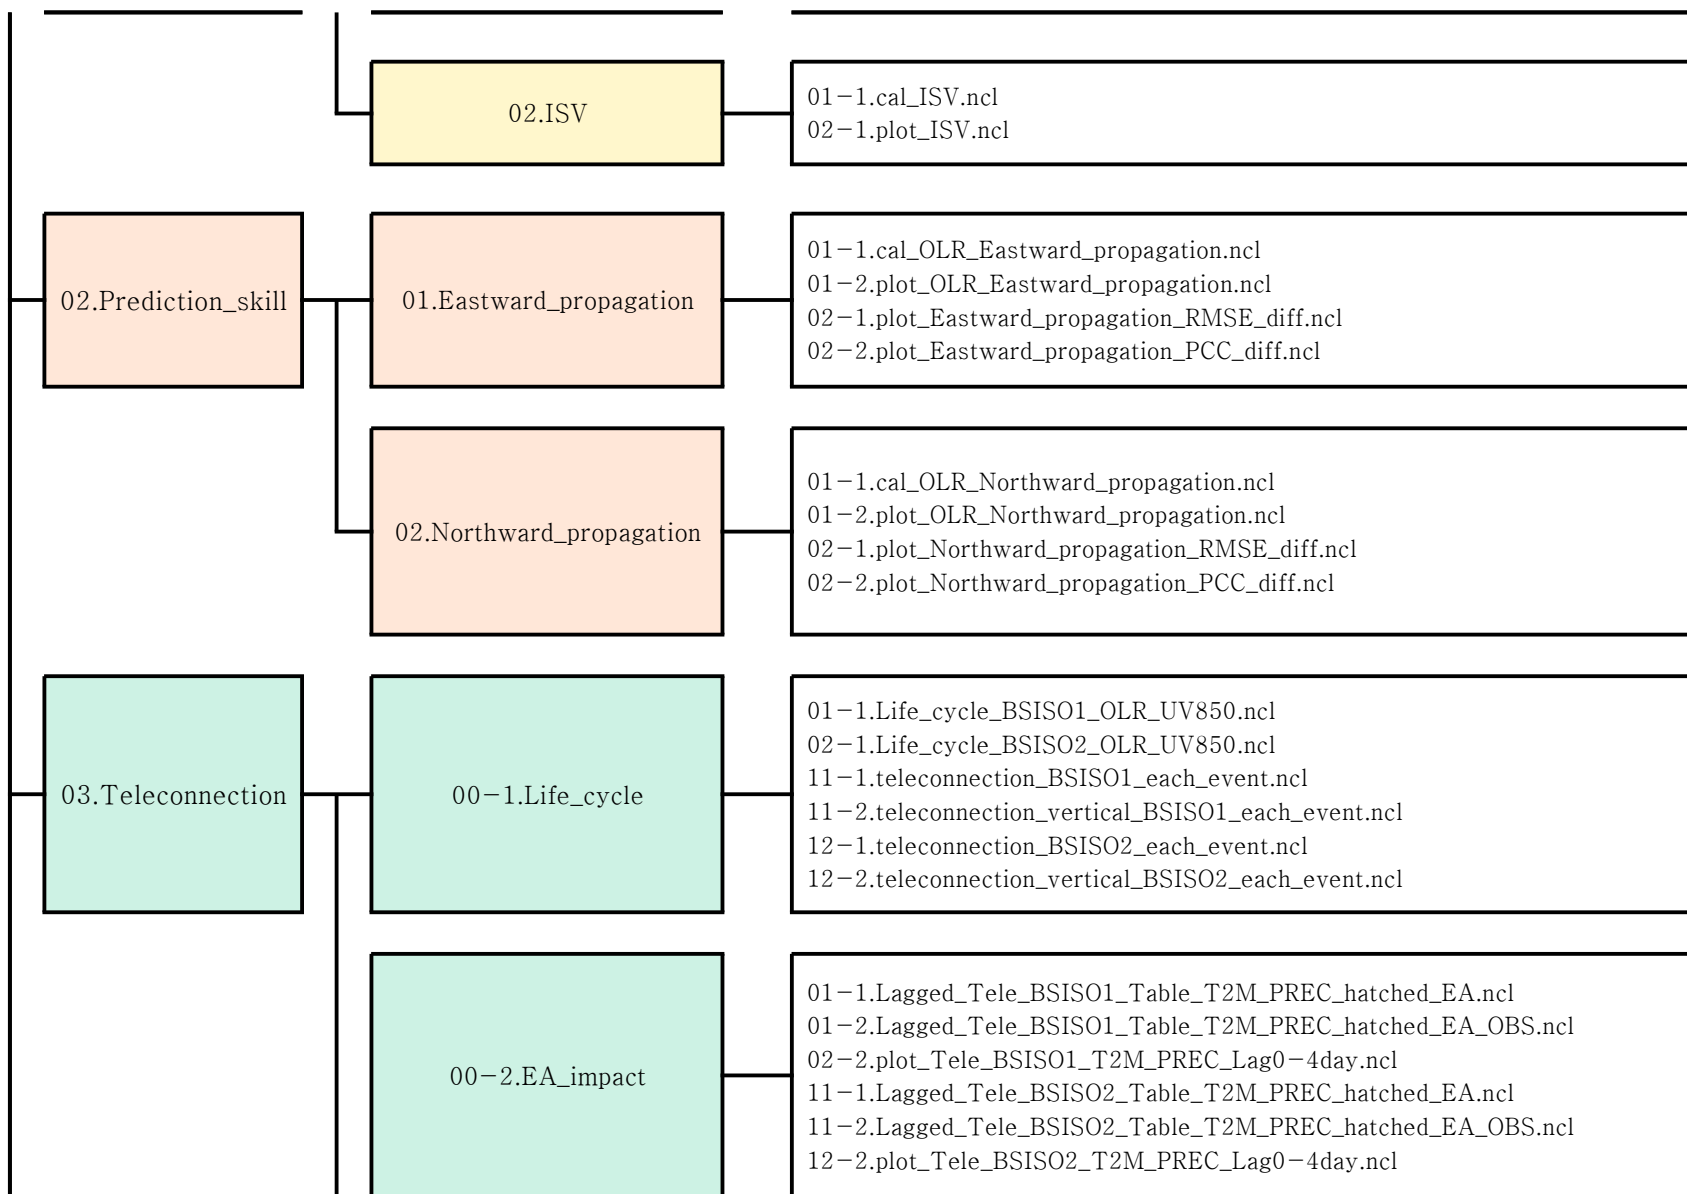 02.ISV
01-1.cal_ISV.ncl
02-1.plot_ISV.ncl
02.Prediction_skill
01.Eastward_propagation
01-1.cal_OLR_Eastward_propagation.ncl
01-2.plot_OLR_Eastward_propagation.ncl
02-1.plot_Eastward_propagation_RMSE_diff.ncl
02-2.plot_Eastward_propagation_PCC_diff.ncl
02.Northward_propagation
01-1.cal_OLR_Northward_propagation.ncl
01-2.plot_OLR_Northward_propagation.ncl
02-1.plot_Northward_propagation_RMSE_diff.ncl
02-2.plot_Northward_propagation_PCC_diff.ncl
03.Teleconnection
00-1.Life_cycle
01-1.Life_cycle_BSISO1_OLR_UV850.ncl
02-1.Life_cycle_BSISO2_OLR_UV850.ncl
11-1.teleconnection_BSISO1_each_event.ncl
11-2.teleconnection_vertical_BSISO1_each_event.ncl
12-1.teleconnection_BSISO2_each_event.ncl
12-2.teleconnection_vertical_BSISO2_each_event.ncl
00-2.EA_impact
01-1.Lagged_Tele_BSISO1_Table_T2M_PREC_hatched_EA.ncl
01-2.Lagged_Tele_BSISO1_Table_T2M_PREC_hatched_EA_OBS.ncl
02-2.plot_Tele_BSISO1_T2M_PREC_Lag0-4day.ncl
11-1.Lagged_Tele_BSISO2_Table_T2M_PREC_hatched_EA.ncl
11-2.Lagged_Tele_BSISO2_Table_T2M_PREC_hatched_EA_OBS.ncl
12-2.plot_Tele_BSISO2_T2M_PREC_Lag0-4day.ncl